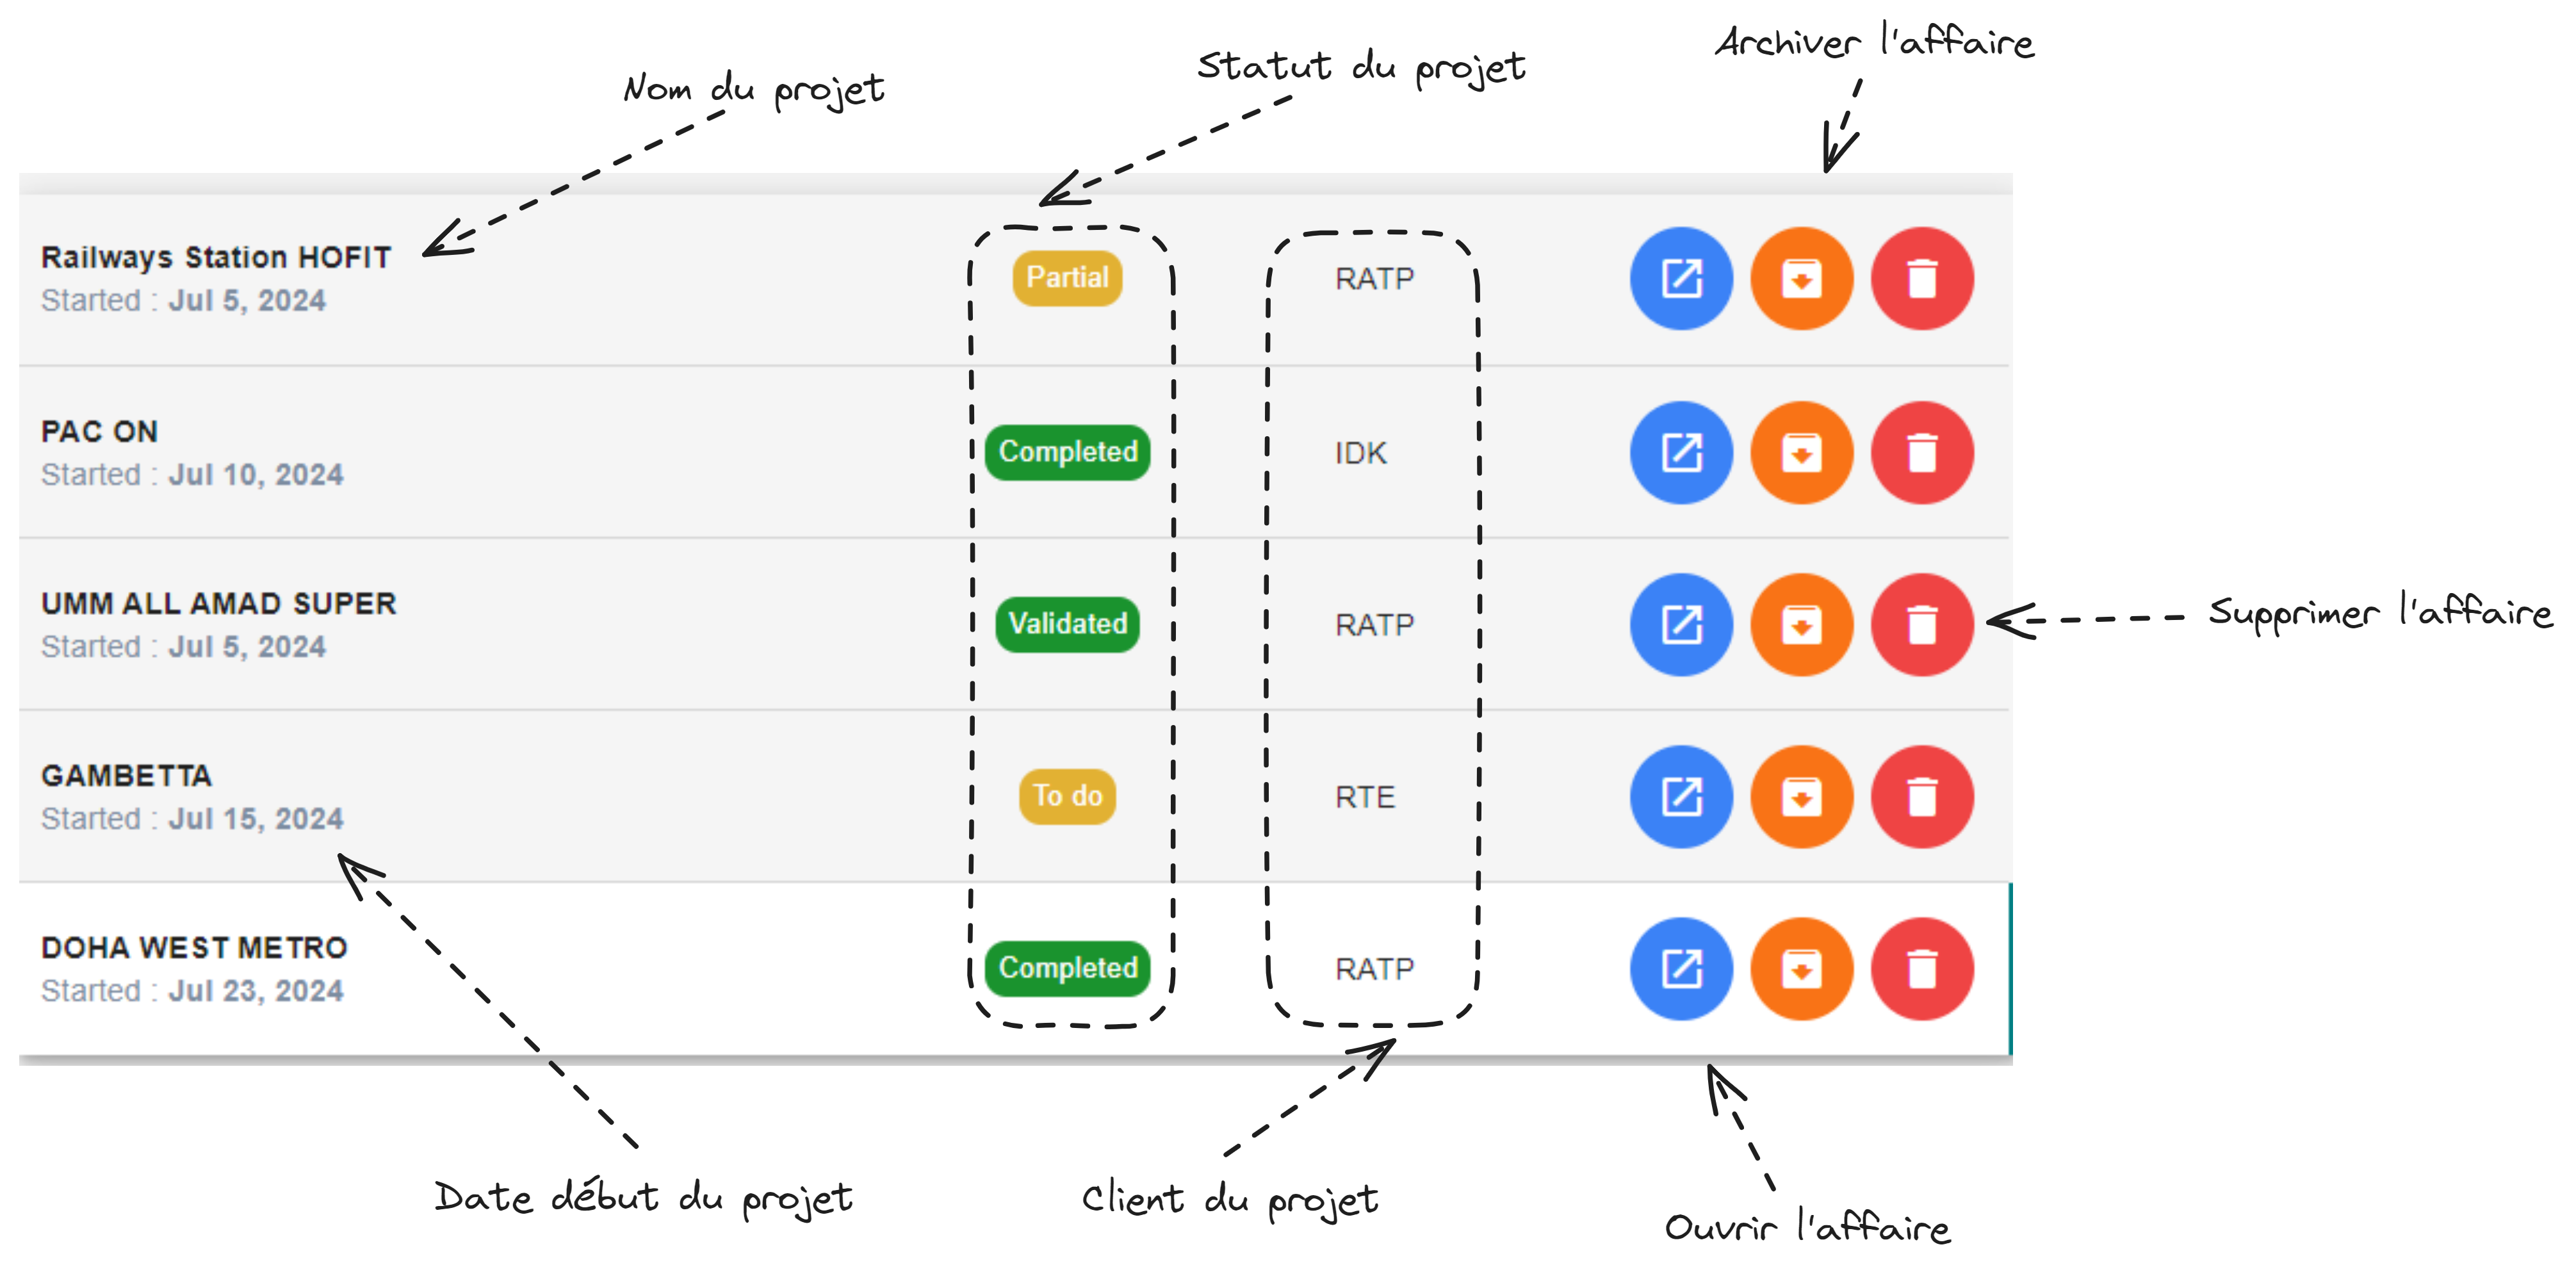 Archiver l'affaire
Statut du projet
Nom du projet
Railways Station HOFIT
Started : Jul 5, 2024
Partial
RATP
PAC ON
Started : Jul 10, 2024
Completed
IDK
UMM ALL AMAD SUPER
Started : Jul 5, 2024
Validated
RATP
Supprimer l'affaire
GAMBETTA
Started : Jul 15, 2024
To do
RTE
DOHA WEST METRO
Started : Jul 23, 2024
Completed
RATP
Date début du projet
Client du projet
Ouvrir l'affaire